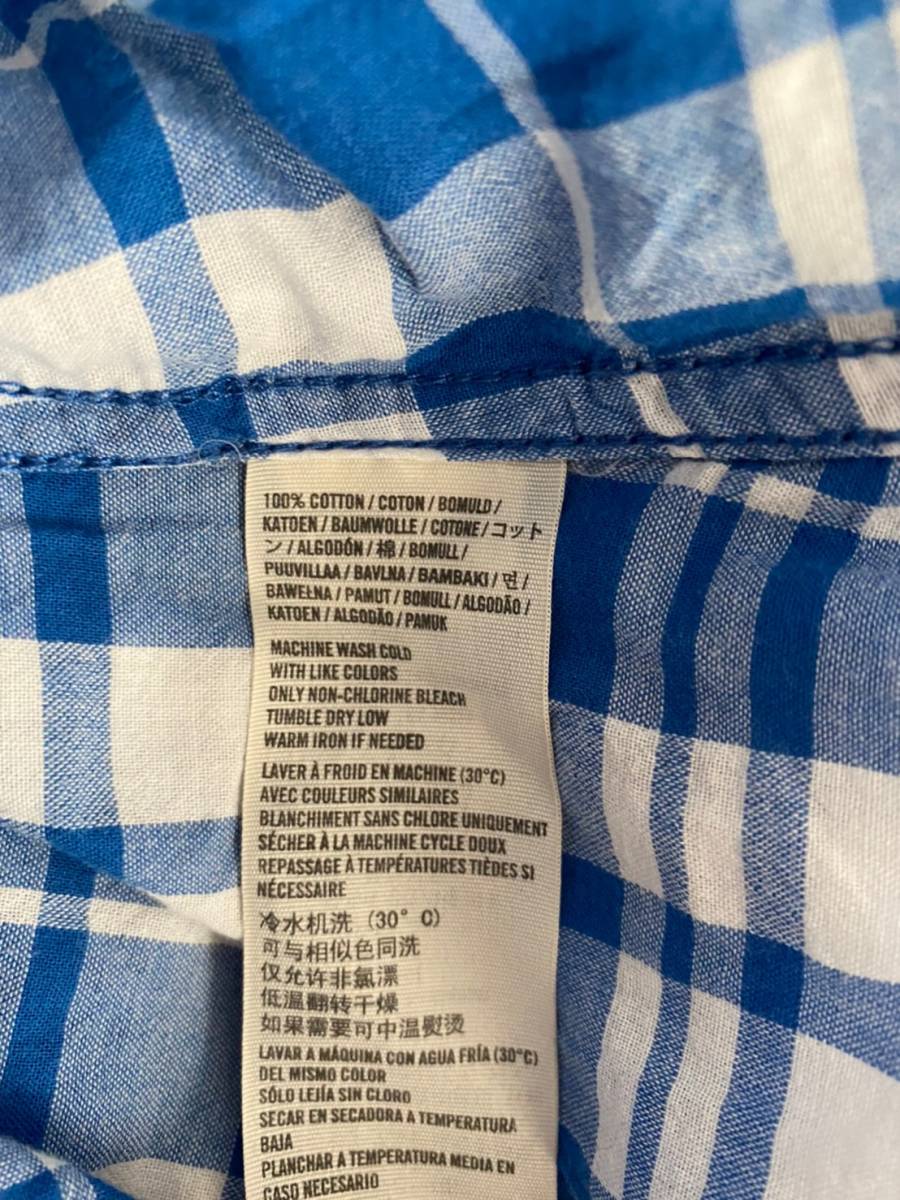 100% COTTON / COTON / BOMULD /
KATOEN / BAUMWOLLE / COTONE / コット
ン / ALGODÓN / 棉 / BOMULL /
PUUVILLAA / BAVLNA / BAMBAKI / 면 /
BAWEŁNA / PAMUT / BOMULL / ALGODÃO /
KATOEN / ALGODÃO / PAMUK
MACHINE WASH COLD
WITH LIKE COLORS
ONLY NON-CHLORINE BLEACH
TUMBLE DRY LOW
WARM IRON IF NEEDED
LAVER À FROID EN MACHINE (30°C)
AVEC COULEURS SIMILAIRES
BLANCHIMENT SANS CHLORE UNIQUEMENT
SÉCHER À LA MACHINE CYCLE DOUX
REPASSAGE À TEMPÉRATURES TIÈDES SI
NÉCESSAIRE
冷水机洗 (30° C)
可与相似色同洗
仅允许非氯漂
低温翻转干燥
如果需要可中温熨烫
LAVAR A MÁQUINA CON AGUA FRÍA (30°C)
DEL MISMO COLOR
SÓLO LEJÍA SIN CLORO
SECAR EN SECADORA A TEMPERATURA
BAJA
PLANCHAR A TEMPERATURA MEDIA EN
CASO NECESARIO